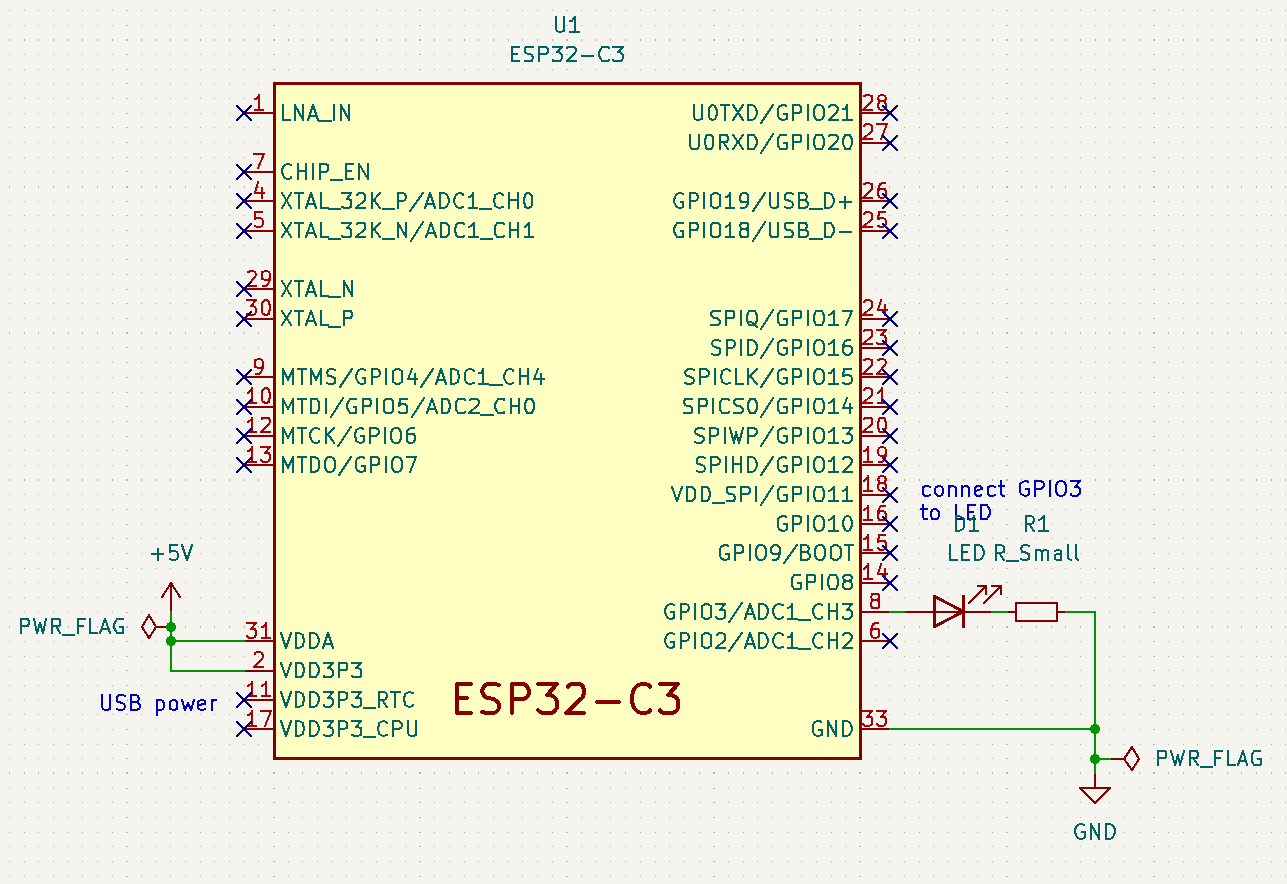 U1
ESP32-C3
1 LNA_IN
7 CHIP_EN
4 XTAL_32K_P/ADC1_CH0
5 XTAL_32K_N/ADC1_CH1
29 XTAL_N
30 XTAL_P
9 MTMS/GPIO4/ADC1_CH4
10 MTDI/GPIO5/ADC2_CH0
12 MTCK/GPIO6
13 MTDO/GPIO7
+5V
PWR_FLAG
31 VDDA
2 VDD3P3
USB power
11 VDD3P3_RTC
17 VDD3P3_CPU
ESP32-C3
U0TXD/GPIO21 28
U0RXD/GPIO20 27
GPIO19/USB_D+ 26
GPIO18/USB_D- 25
SPIQ/GPIO17 24
SPID/GPIO16 23
SPICLK/GPIO15 22
SPICS0/GPIO14 21
SPIWP/GPIO13 20
SPIHD/GPIO12 19
VDD_SPI/GPIO11 18
GPIO10 16
GPIO9/BOOT 15
GPIO8 14
GPIO3/ADC1_CH3 8
GPIO2/ADC1_CH2 6
GND 33
connect GPIO3
to LED
D1 R1
LED R_Small
PWR_FLAG
GND